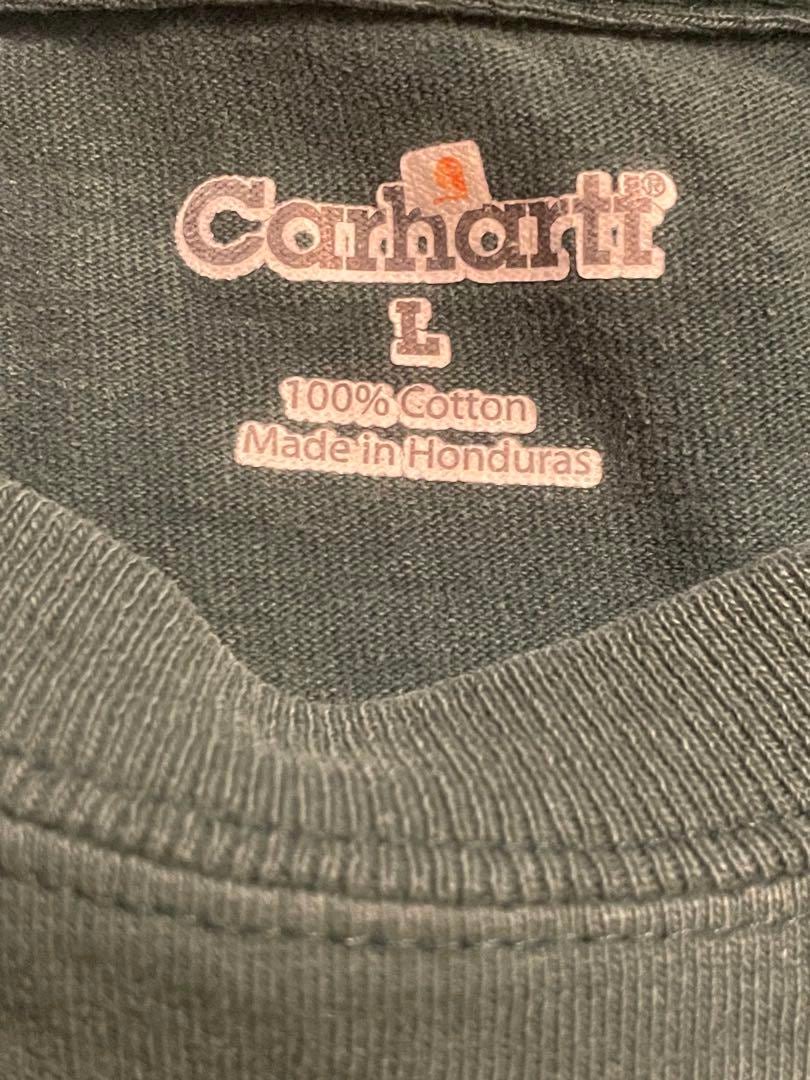 Carhartt®
L
100% Cotton
Made in Honduras